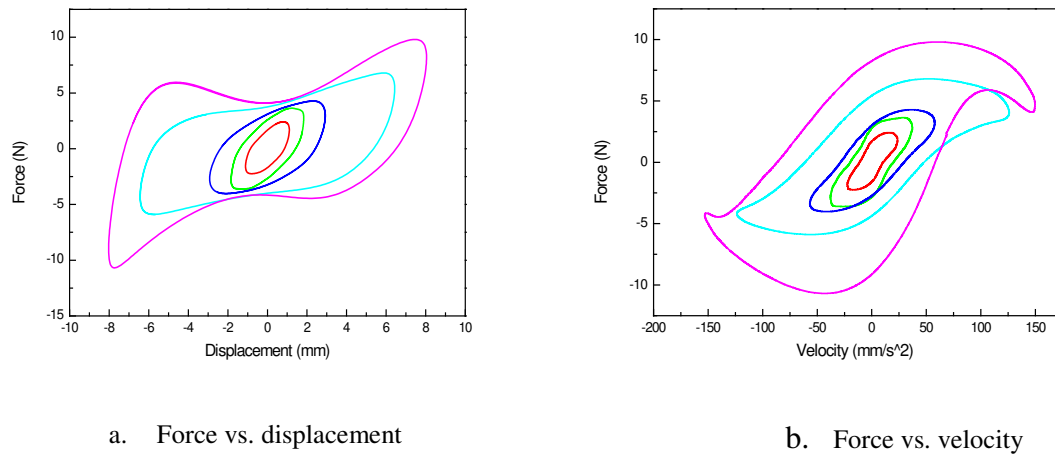 10
5
0
-5
-10
-15
Force (N)
-10 -8 -6 -4 -2 0 2 4 6 8 10
Displacement (mm)
10
5
0
-5
-10
Force (N)
-200 -150 -100 -50 0 50 100 150
Velocity (mm/s^2)
a. Force vs. displacement
b. Force vs. velocity